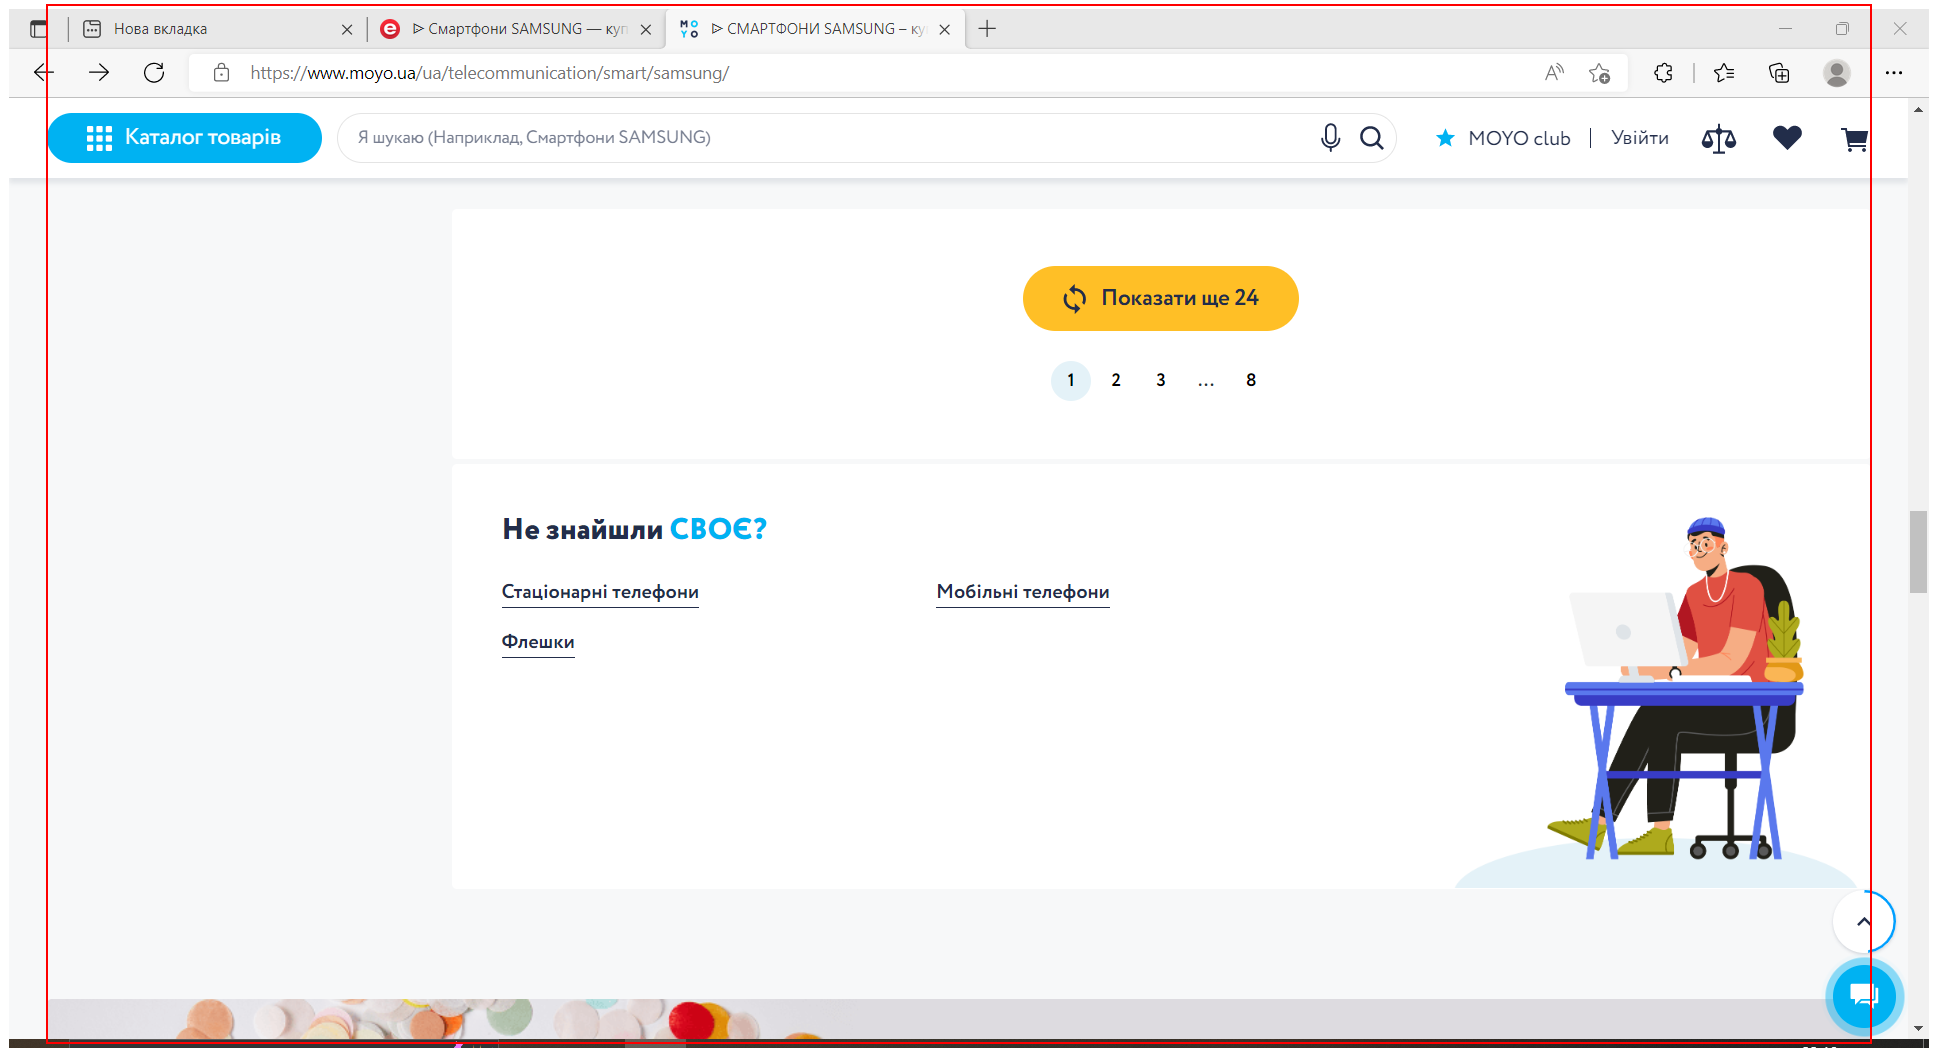 Нова вкладка
e ᐈ Смартфони SAMSUNG — куп
MOYO ᐈ СМАРТФОНИ SAMSUNG – ку
https://www.moyo.ua/ua/telecommunication/smart/samsung/
Каталог товарів
Я шукаю (Наприклад, Смартфони SAMSUNG)
MOYO club | Увійти
Показати ще 24
1 2 3 ... 8
Не знайшли СВОЄ?
Стаціонарні телефони
Мобільні телефони
Флешки